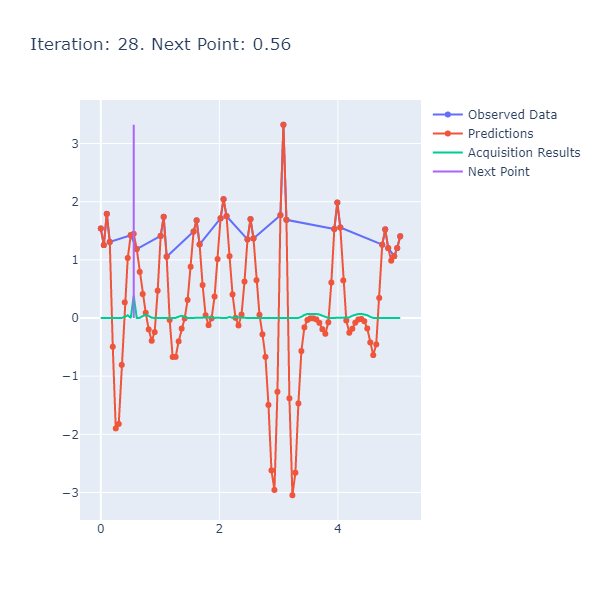 Iteration: 28. Next Point: 0.56
Observed Data
Predictions
Acquisition Results
Next Point
3
2
1
0
−1
−2
−3
0
2
4